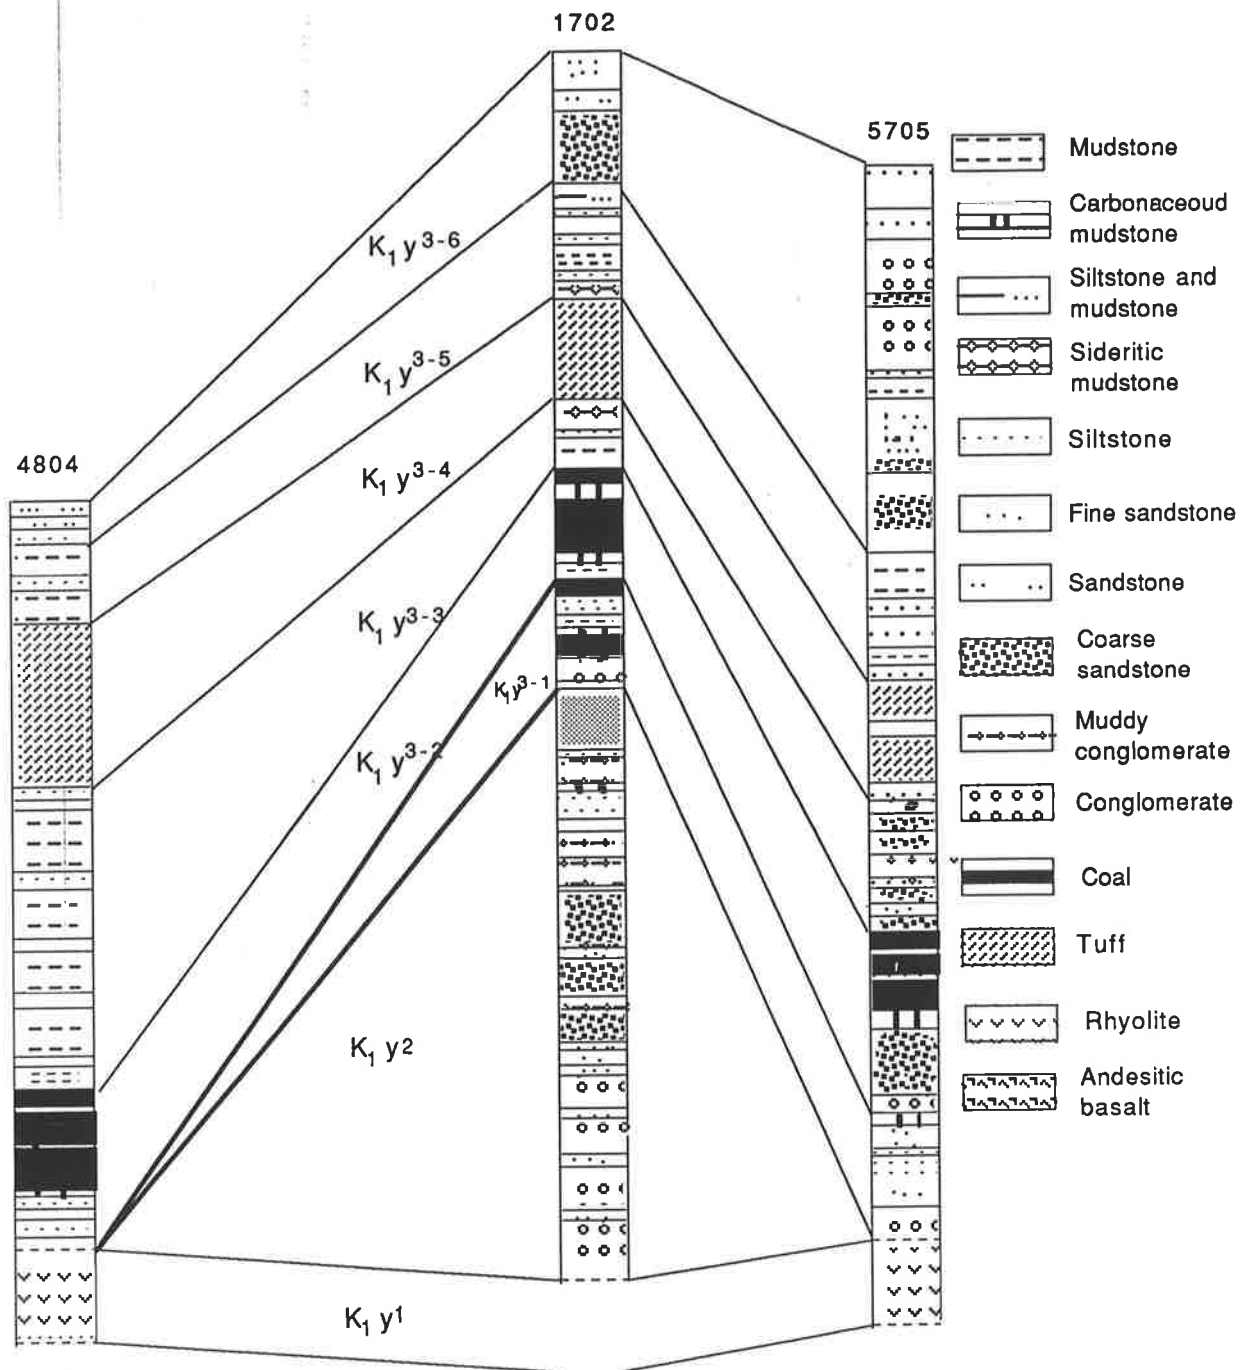 1702
5705
4804
K₁ y³⁻⁶
K₁ y³⁻⁵
K₁ y³⁻⁴
K₁ y³⁻³
K₁y³⁻¹
K₁ y³⁻²
K₁ y2
K₁ y1
Mudstone
Carbonaceoud
mudstone
Siltstone and
mudstone
Sideritic
mudstone
Siltstone
Fine sandstone
Sandstone
Coarse
sandstone
Muddy
conglomerate
Conglomerate
Coal
Tuff
Rhyolite
Andesitic
basalt